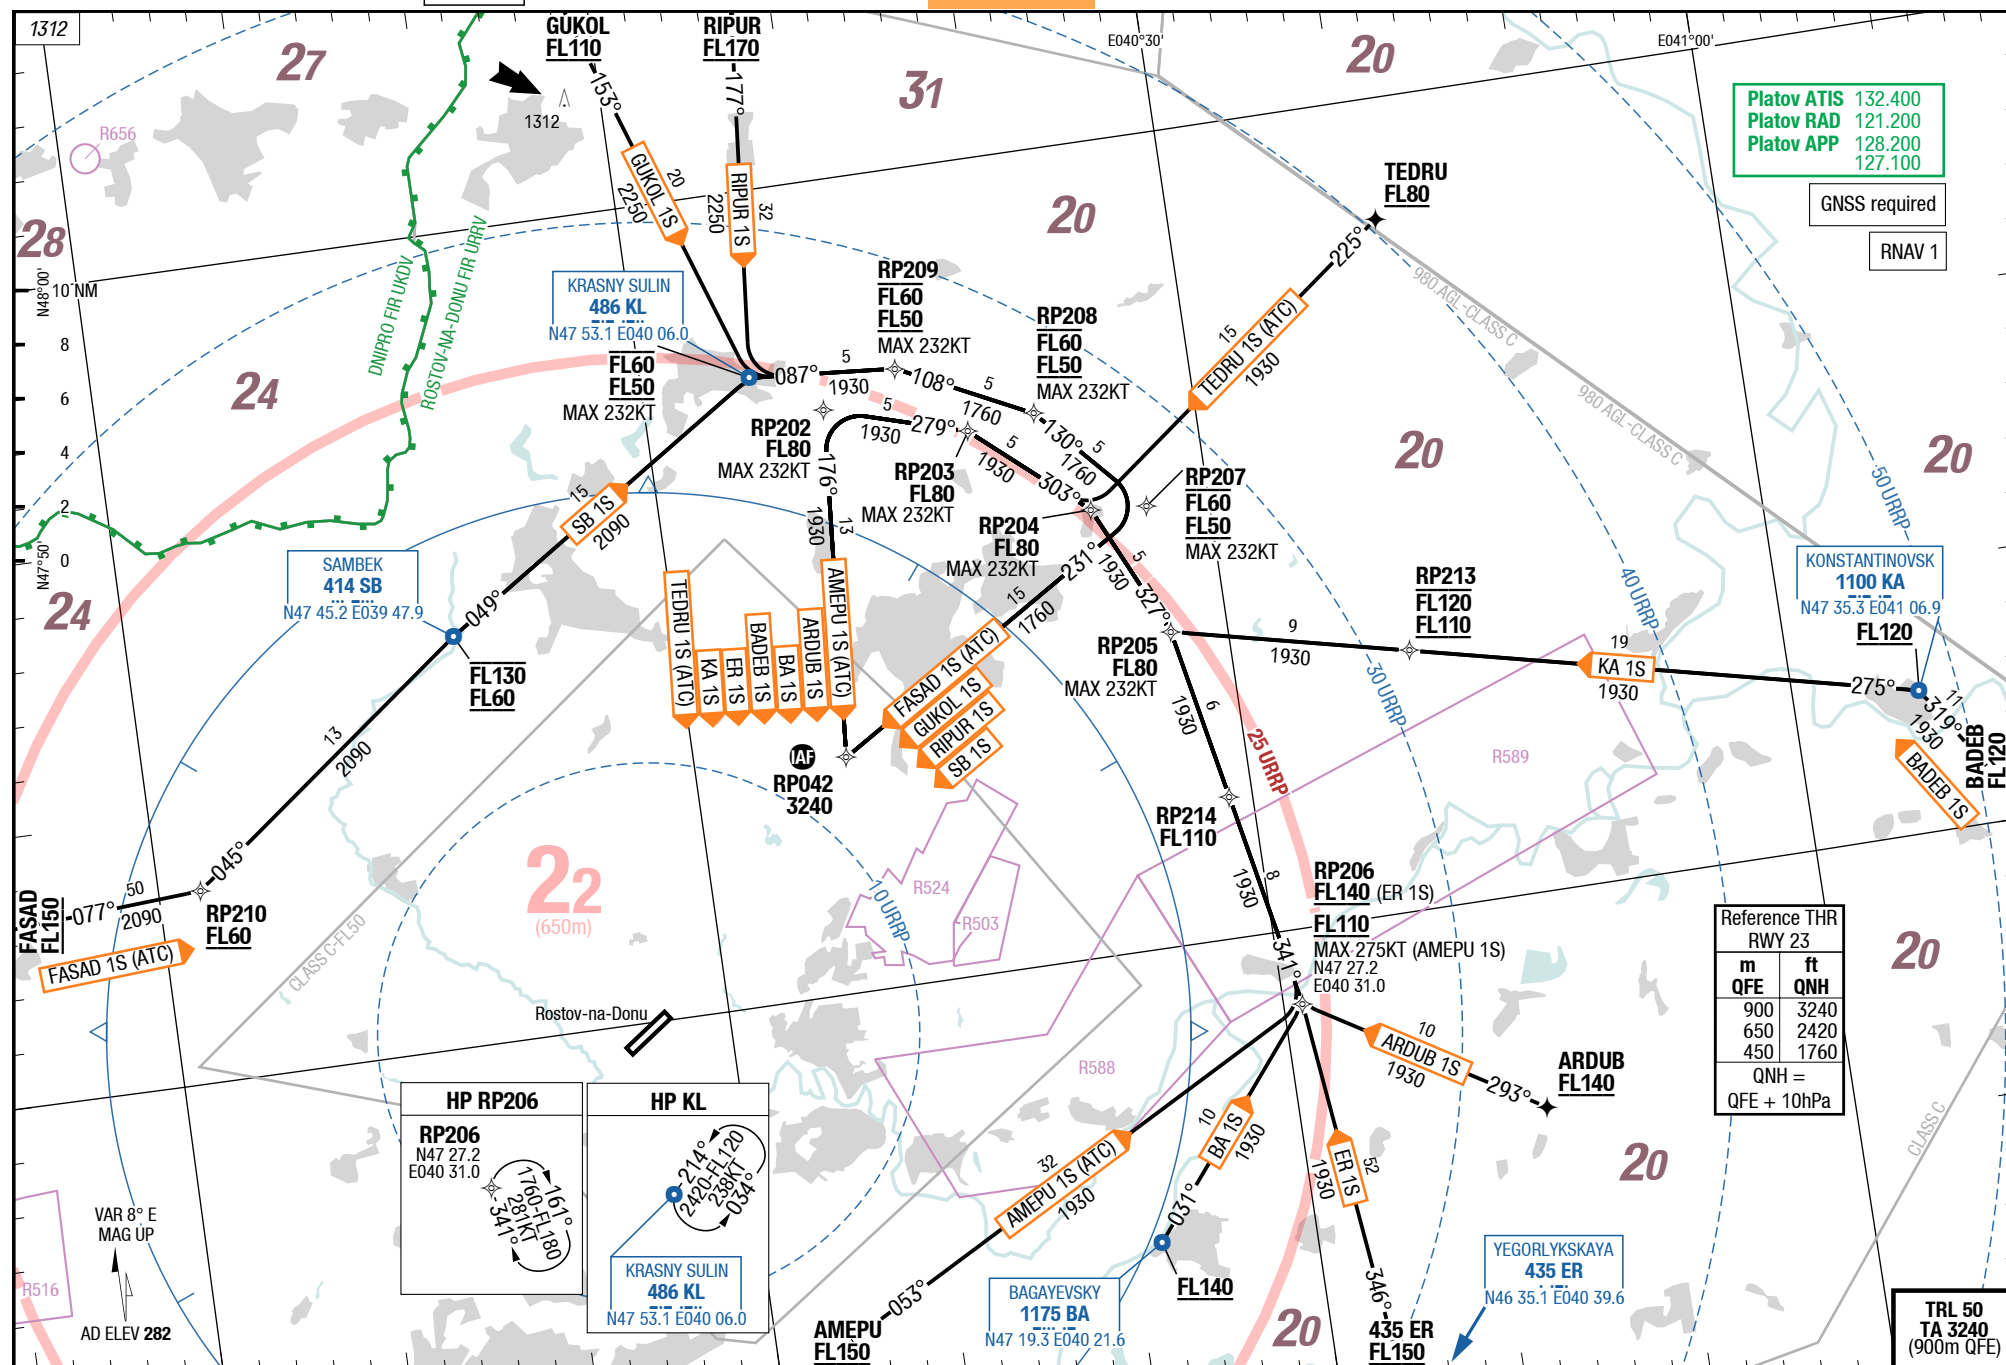 1312
27
GUKOL
FL110
RIPUR
FL170
31
E040°30'
20
E041°00'
Platov ATIS 132.400
Platov RAD 121.200
Platov APP 128.200
127.100
GNSS required
RNAV 1
R656
1312
153°
177°
GUKOL 1S
20
2250
RIPUR 1S
32
2250
20
TEDRU
FL80
225°
TEDRU 1S (ATC)
15
1930
980 AGL-CLASS C
980 AGL-CLASS C
28
N48°00'
10 NM
8
6
4
2
0
N47°50'
DNIPRO FIR UKDV
ROSTOV-NA-DONU FIR URRV
24
24
KRASNY SULIN
486 KL
N47 53.1 E040 06.0
FL60
FL50
MAX 232KT
RP209
FL60
FL50
MAX 232KT
RP208
FL60
FL50
MAX 232KT
087°
5
1930
108°
5
1760
130°
5
1760
RP202
FL80
MAX 232KT
5
1930
279°
RP203
FL80
MAX 232KT
5
1930
303°
RP204
FL80
MAX 232KT
RP207
FL60
FL50
MAX 232KT
20
20
50 URRP
40 URRP
30 URRP
25 URRP
10 URRP
176°
13
1930
231°
15
1760
5
1930
327°
SB 1S
15
2090
SAMBEK
414 SB
N47 45.2 E039 47.9
049°
FL130
FL60
13
2090
045°
RP210
FL60
077°
50
2090
FASAD
FL150
FASAD 1S (ATC)
TEDRU 1S (ATC)
KA 1S
ER 1S
BADEB 1S
BA 1S
ARDUB 1S
AMEPU 1S (ATC)
FASAD 1S (ATC)
GUKOL 1S
RIPUR 1S
SB 1S
IAF
RP042
3240
RP205
FL80
MAX 232KT
6
1930
9
1930
RP213
FL120
FL110
19
KA 1S
1930
275°
KONSTANTINOVSK
1100 KA
N47 35.3 E041 06.9
FL120
11
319°
1930
BADEB
FL120
BADEB 1S
R589
RP214
FL110
8
1930
341°
RP206
FL140 (ER 1S)
FL110
MAX 275KT (AMEPU 1S)
N47 27.2
E040 31.0
22
(650m)
R524
R503
R588
CLASS C-FL50
Rostov-na-Donu
Reference THR
RWY 23
m ft
QFE QNH
900 3240
650 2420
450 1760
QNH =
QFE + 10hPa
20
10
ARDUB 1S
1930
293°
ARDUB
FL140
HP RP206
RP206
N47 27.2
E040 31.0
161°
1760-FL180
281KT
341°
HP KL
214°
2420-FL120
238KT
034°
KRASNY SULIN
486 KL
N47 53.1 E040 06.0
32
AMEPU 1S (ATC)
1930
053°
AMEPU
FL150
10
BA 1S
1930
031°
FL140
BAGAYEVSKY
1175 BA
N47 19.3 E040 21.6
52
ER 1S
1930
346°
435 ER
FL150
YEGORLYKSKAYA
435 ER
N46 35.1 E040 39.6
20
20
CLASS C
R516
VAR 8° E
MAG UP
AD ELEV 282
TRL 50
TA 3240
(900m QFE)